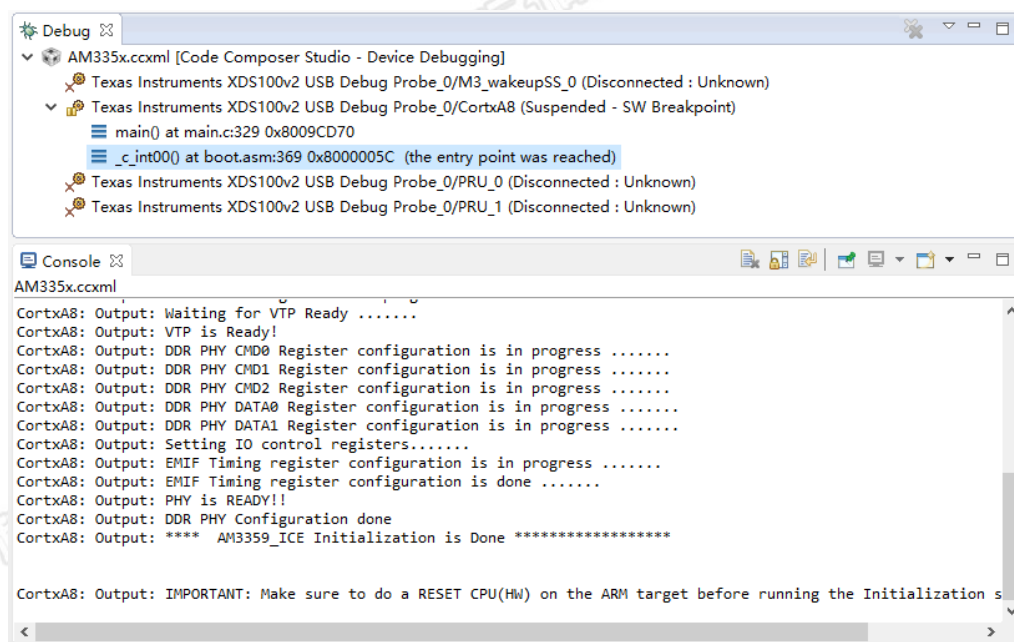 Debug
AM335x.ccxml [Code Composer Studio - Device Debugging]
Texas Instruments XDS100v2 USB Debug Probe_0/M3_wakeupSS_0 (Disconnected : Unknown)
Texas Instruments XDS100v2 USB Debug Probe_0/CortxA8 (Suspended - SW Breakpoint)
main() at main.c:329 0x8009CD70
_c_int00() at boot.asm:369 0x8000005C  (the entry point was reached)
Texas Instruments XDS100v2 USB Debug Probe_0/PRU_0 (Disconnected : Unknown)
Texas Instruments XDS100v2 USB Debug Probe_0/PRU_1 (Disconnected : Unknown)
Console
AM335x.ccxml
CortxA8: Output: Waiting for VTP Ready .......
CortxA8: Output: VTP is Ready!
CortxA8: Output: DDR PHY CMD0 Register configuration is in progress .......
CortxA8: Output: DDR PHY CMD1 Register configuration is in progress .......
CortxA8: Output: DDR PHY CMD2 Register configuration is in progress .......
CortxA8: Output: DDR PHY DATA0 Register configuration is in progress .......
CortxA8: Output: DDR PHY DATA1 Register configuration is in progress .......
CortxA8: Output: Setting IO control registers.......
CortxA8: Output: EMIF Timing register configuration is in progress .......
CortxA8: Output: EMIF Timing register configuration is done .......
CortxA8: Output: PHY is READY!!
CortxA8: Output: DDR PHY Configuration done
CortxA8: Output: ****  AM3359_ICE Initialization is Done ******************
CortxA8: Output: IMPORTANT: Make sure to do a RESET CPU(HW) on the ARM target before running the Initialization s